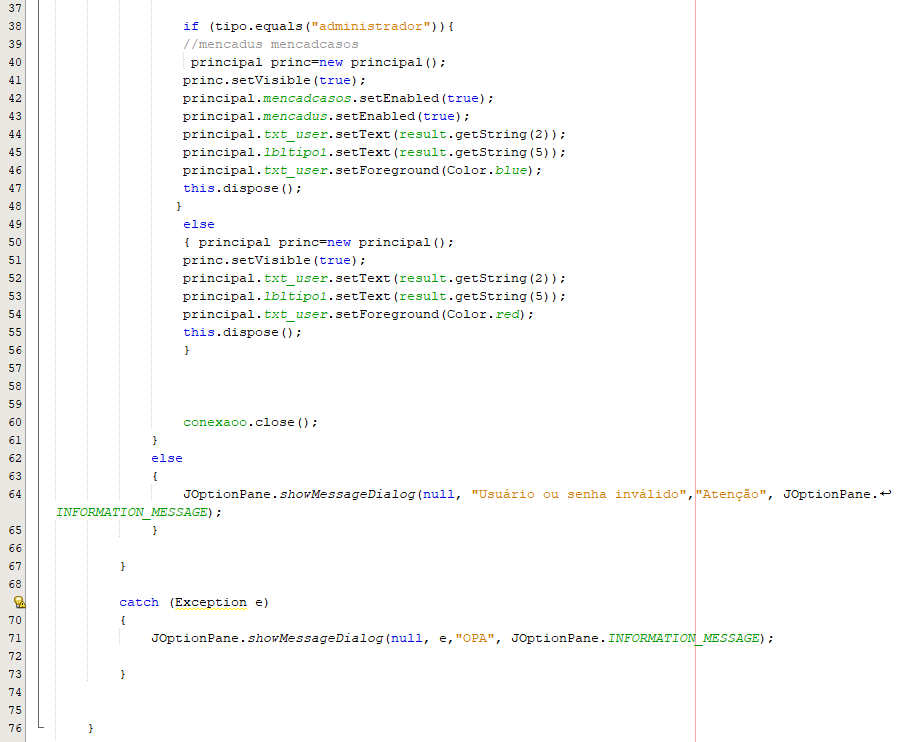 37
38 if (tipo.equals("administrador")){
39 //mencadus mencadcasos
40 principal princ=new principal();
41 princ.setVisible(true);
42 principal.mencadcasos.setEnabled(true);
43 principal.mencadus.setEnabled(true);
44 principal.txt_user.setText(result.getString(2));
45 principal.lbltipo1.setText(result.getString(5));
46 principal.txt_user.setForeground(Color.blue);
47 this.dispose();
48 }
49 else
50 { principal princ=new principal();
51 princ.setVisible(true);
52 principal.txt_user.setText(result.getString(2));
53 principal.lbltipo1.setText(result.getString(5));
54 principal.txt_user.setForeground(Color.red);
55 this.dispose();
56 }
57
58
59
60 conexaoo.close();
61 }
62 else
63 {
64 JOptionPane.showMessageDialog(null, "Usuário ou senha inválido","Atenção", JOptionPane.↩
INFORMATION_MESSAGE);
65 }
66
67 }
68
catch (Exception e)
70 {
71 JOptionPane.showMessageDialog(null, e,"OPA", JOptionPane.INFORMATION_MESSAGE);
72
73 }
74
75
76 }